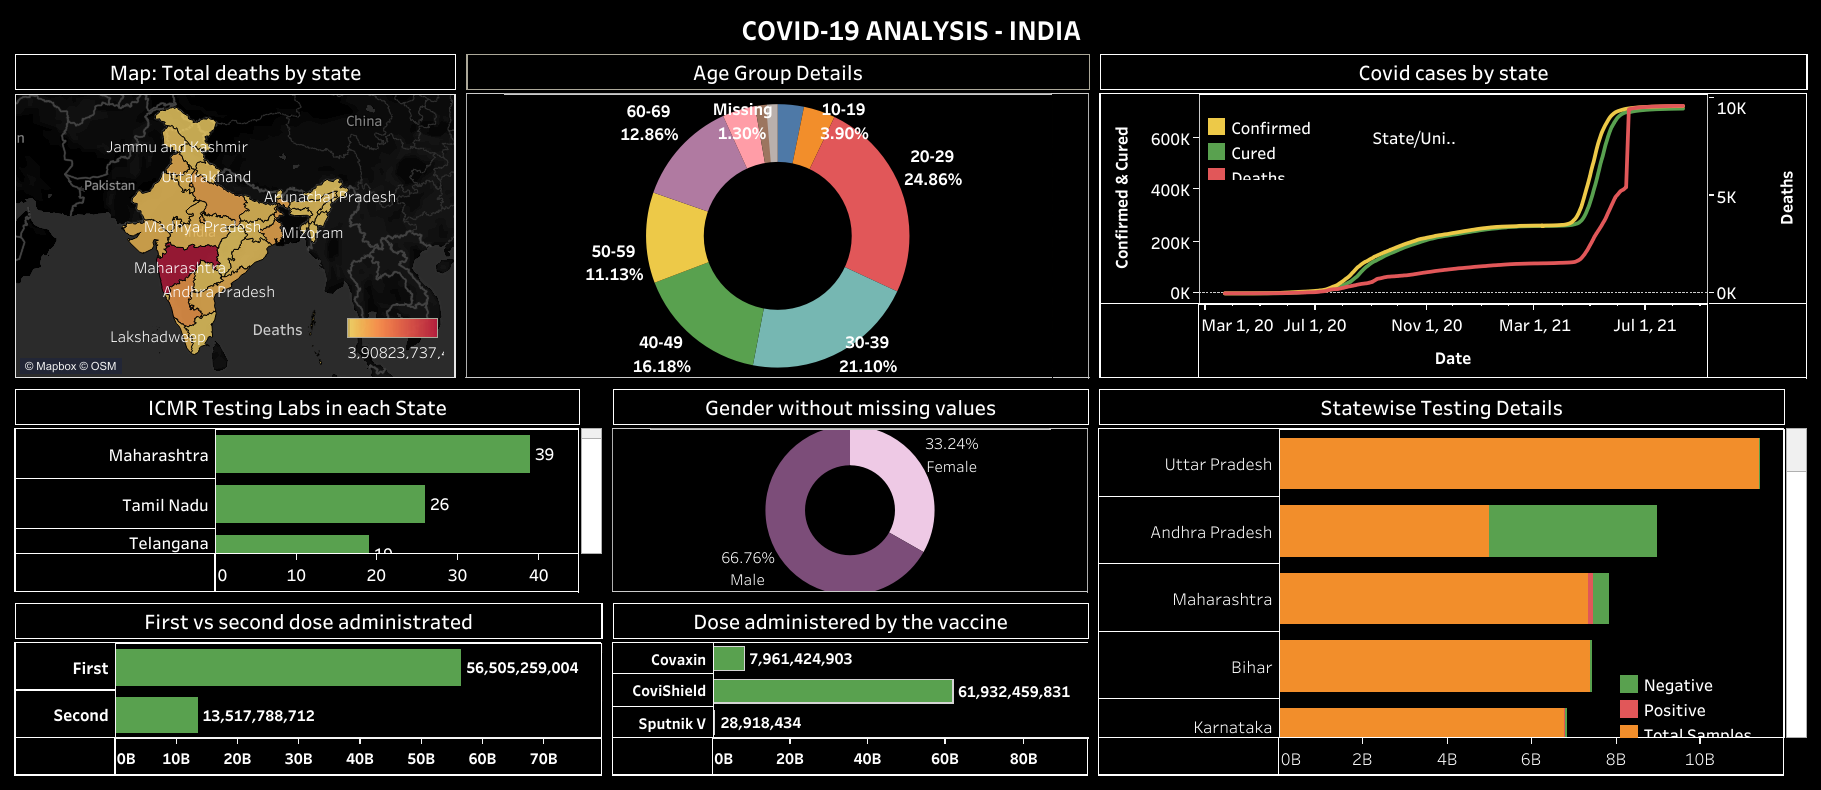 COVID-19 ANALYSIS - INDIA
Map: Total deaths by state
China
Jammu and Kashmir
Uttarakhand
Pakistan
Arunachal Pradesh
Madhya Pradesh
Mizoram
Maharashtra
Andhra Pradesh
Deaths
Lakshadweep
3,90823,737,
© Mapbox © OSM
Age Group Details
60-69
12.86%
Missing
1.30%
10-19
3.90%
20-29
24.86%
50-59
11.13%
40-49
16.18%
30-39
21.10%
Covid cases by state
Confirmed
Cured
Deaths
State/Uni..
Confirmed & Cured
600K
400K
200K
0K
10K
5K
0K
Deaths
Mar 1, 20 Jul 1, 20 Nov 1, 20 Mar 1, 21 Jul 1, 21
Date
ICMR Testing Labs in each State
Maharashtra 39
Tamil Nadu 26
Telangana 19
0 10 20 30 40
Gender without missing values
33.24%
Female
66.76%
Male
Statewise Testing Details
Uttar Pradesh
Andhra Pradesh
Maharashtra
Bihar
Karnataka
Negative
Positive
Total Samples
0B 2B 4B 6B 8B 10B
First vs second dose administrated
First 56,505,259,004
Second 13,517,788,712
0B 10B 20B 30B 40B 50B 60B 70B
Dose administered by the vaccine
Covaxin 7,961,424,903
CoviShield 61,932,459,831
Sputnik V 28,918,434
0B 20B 40B 60B 80B